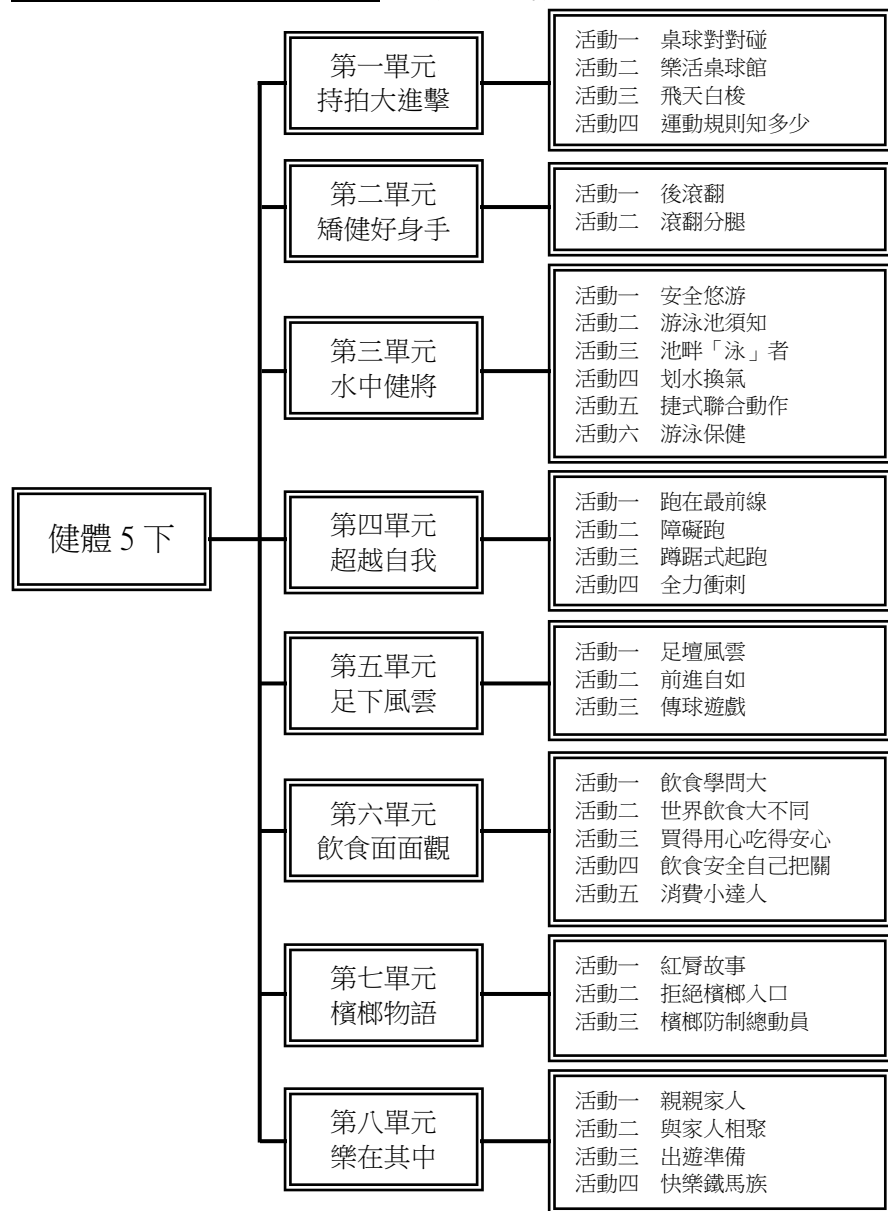 健體 5 下
第一單元
持拍大進擊
活動一 桌球對對碰
活動二 樂活桌球館
活動三 飛天白梭
活動四 運動規則知多少
第二單元
矯健好身手
活動一 後滾翻
活動二 滾翻分腿
第三單元
水中健將
活動一 安全悠游
活動二 游泳池須知
活動三 池畔「泳」者
活動四 划水換氣
活動五 捷式聯合動作
活動六 游泳保健
第四單元
超越自我
活動一 跑在最前線
活動二 障礙跑
活動三 蹲踞式起跑
活動四 全力衝刺
第五單元
足下風雲
活動一 足壇風雲
活動二 前進自如
活動三 傳球遊戲
第六單元
飲食面面觀
活動一 飲食學問大
活動二 世界飲食大不同
活動三 買得用心吃得安心
活動四 飲食安全自己把關
活動五 消費小達人
第七單元
檳榔物語
活動一 紅脣故事
活動二 拒絕檳榔入口
活動三 檳榔防制總動員
第八單元
樂在其中
活動一 親親家人
活動二 與家人相聚
活動三 出遊準備
活動四 快樂鐵馬族